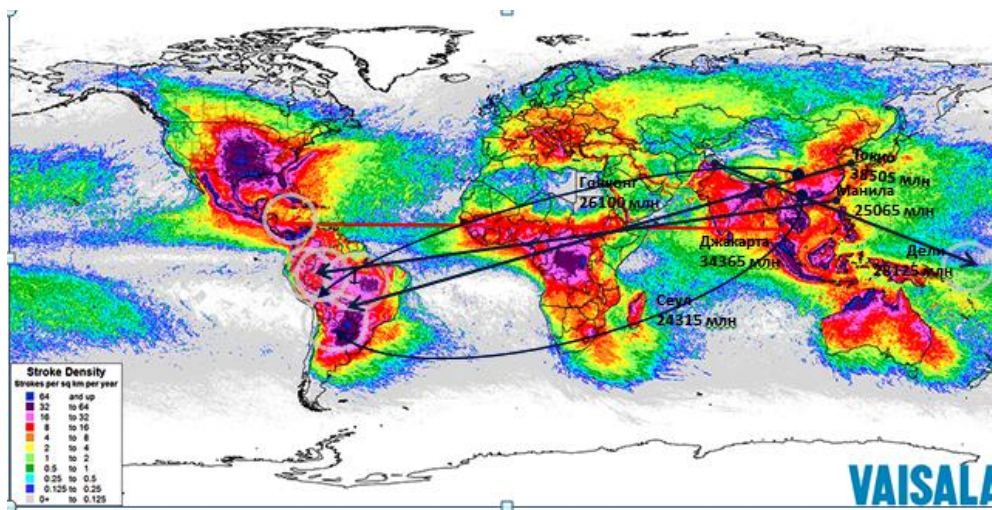 Токио
38505 млн
Гонконг
26100 млн
Манила
25065 млн
Джакарта
34365 млн
Дели
28125 млн
Сеул
24315 млн
Stroke Density
Strokes per sq km per year
64 and up
32 to 64
16 to 32
8 to 16
4 to 8
2 to 4
1 to 2
0.5 to 1
0.25 to 0.5
0.125 to 0.25
0+ to 0.125
VAISALA